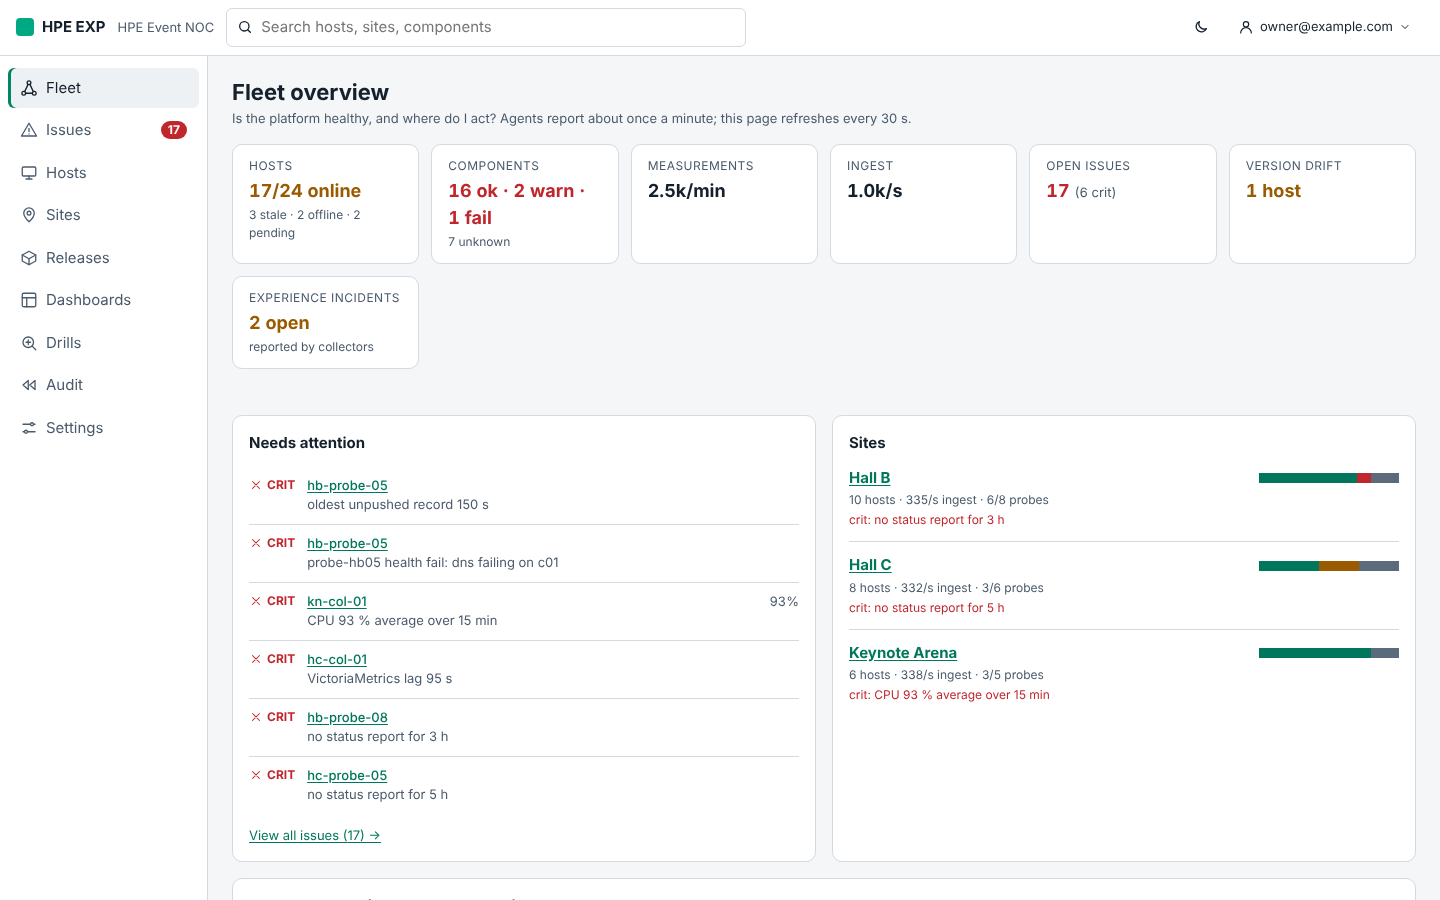 HPE EXP HPE Event NOC
Search hosts, sites, components
owner@example.com
Fleet
Issues 17
Hosts
Sites
Releases
Dashboards
Drills
Audit
Settings
Fleet overview
Is the platform healthy, and where do I act? Agents report about once a minute; this page refreshes every 30 s.
HOSTS
17/24 online
3 stale · 2 offline · 2
pending
COMPONENTS
16 ok · 2 warn ·
1 fail
7 unknown
MEASUREMENTS
2.5k/min
INGEST
1.0k/s
OPEN ISSUES
17 (6 crit)
VERSION DRIFT
1 host
EXPERIENCE INCIDENTS
2 open
reported by collectors
Needs attention
CRIT hb-probe-05
oldest unpushed record 150 s
CRIT hb-probe-05
probe-hb05 health fail: dns failing on c01
CRIT kn-col-01 93%
CPU 93 % average over 15 min
CRIT hc-col-01
VictoriaMetrics lag 95 s
CRIT hb-probe-08
no status report for 3 h
CRIT hc-probe-05
no status report for 5 h
View all issues (17) →
Sites
Hall B
10 hosts · 335/s ingest · 6/8 probes
crit: no status report for 3 h
Hall C
8 hosts · 332/s ingest · 3/6 probes
crit: no status report for 5 h
Keynote Arena
6 hosts · 338/s ingest · 3/5 probes
crit: CPU 93 % average over 15 min